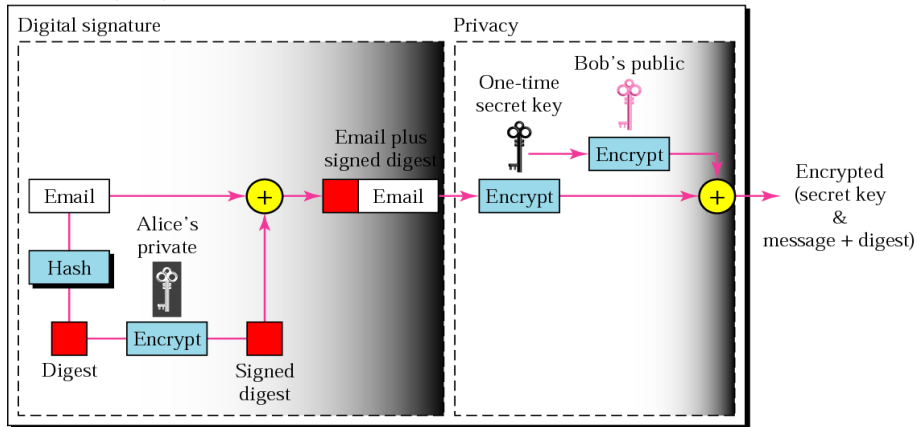 Digital signature
Privacy
Bob's public
One-time
secret key
Email plus
signed digest
Encrypt
Email
+
Email
Encrypt
+
Encrypted
(secret key
&
message + digest)
Alice's
private
Hash
Encrypt
Digest
Signed
digest